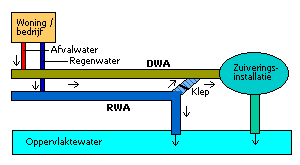 Woning /
bedrijf
Afvalwater
Regenwater
DWA
Zuiverings-
installatie
Klep
RWA
Oppervlaktewater